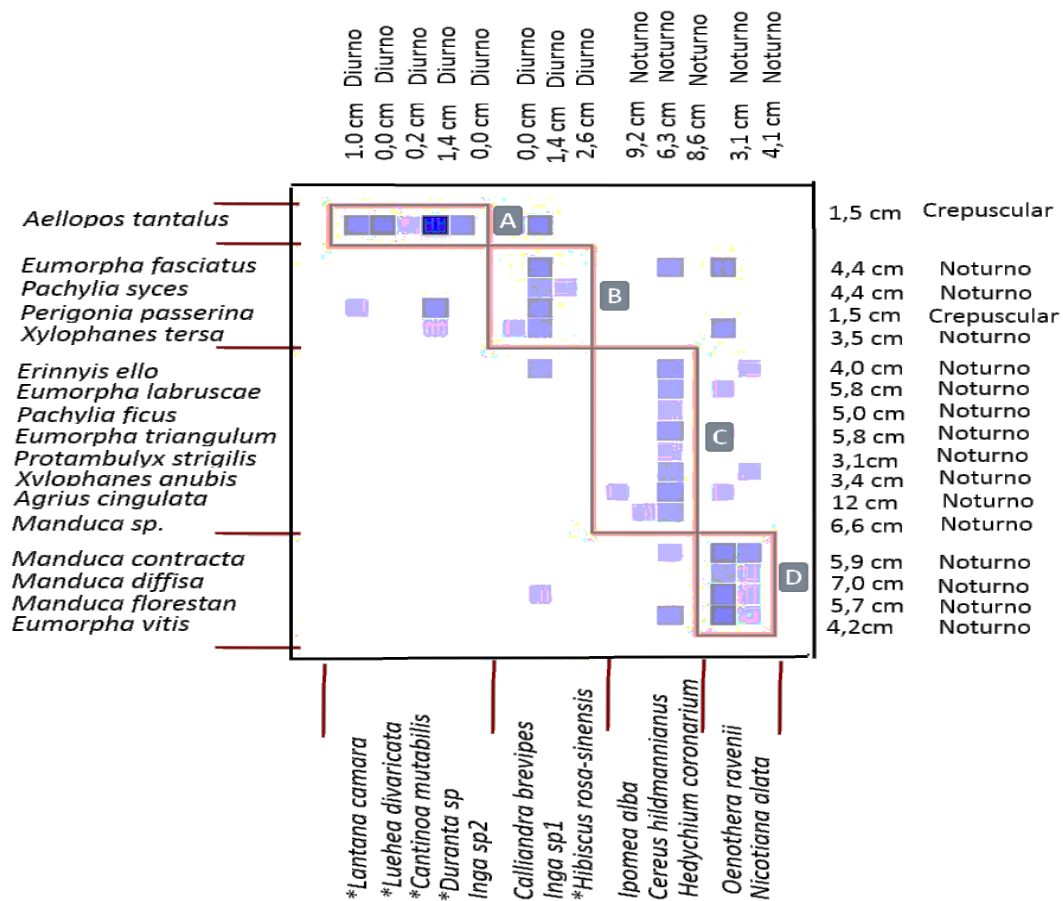 1.0 cm Diurno
0,0 cm Diurno
0,2 cm Diurno
1,4 cm Diurno
0,0 cm Diurno
0,0 cm Diurno
1,4 cm Diurno
2,6 cm Diurno
9,2 cm Noturno
6,3 cm Noturno
8,6 cm Noturno
3,1 cm Noturno
4,1 cm Noturno
Aellopos tantalus A 1,5 cm Crepuscular
Eumorpha fasciatus 4,4 cm Noturno
Pachylia syces B 4,4 cm Noturno
Perigonia passerina 1,5 cm Crepuscular
Xylophanes tersa 3,5 cm Noturno
Erinnyis ello 4,0 cm Noturno
Eumorpha labruscae 5,8 cm Noturno
Pachylia ficus 5,0 cm Noturno
Eumorpha triangulum C 5,8 cm Noturno
Protambulyx strigilis 3,1cm Noturno
Xylophanes anubis 3,4 cm Noturno
Agrius cingulata 12 cm Noturno
Manduca sp. 6,6 cm Noturno
Manduca contracta 5,9 cm Noturno
Manduca diffisa D 7,0 cm Noturno
Manduca florestan 5,7 cm Noturno
Eumorpha vitis 4,2cm Noturno
*Lantana camara
*Luehea divaricata
*Cantinoa mutabilis
*Duranta sp
Inga sp2
Calliandra brevipes
Inga sp1
*Hibiscus rosa-sinensis
Ipomea alba
Cereus hildmannianus
Hedychium coronarium
Oenothera ravenii
Nicotiana alata